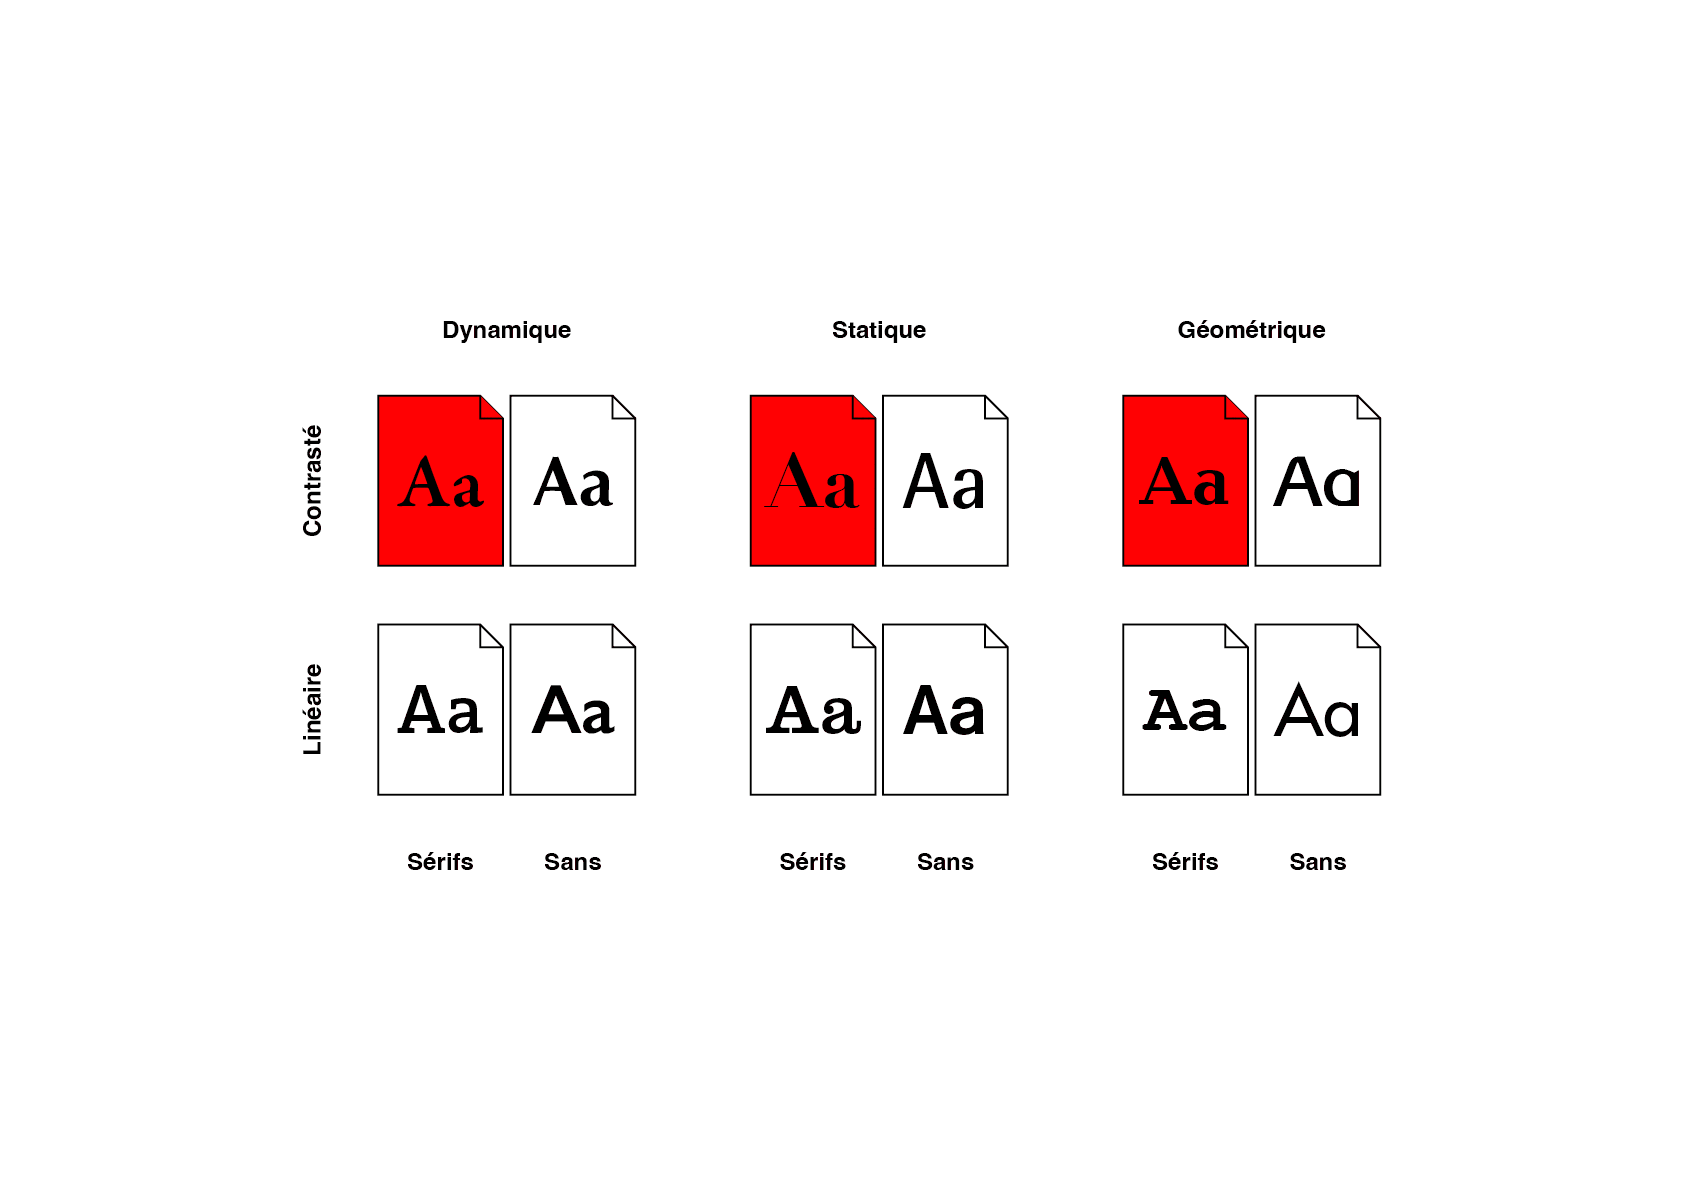 Dynamique Statique Géométrique
Contrasté
Aa Aa Aa Aa Aa Aa
Linéaire
Aa Aa Aa Aa Aa Aa
Sérifs Sans Sérifs Sans Sérifs Sans